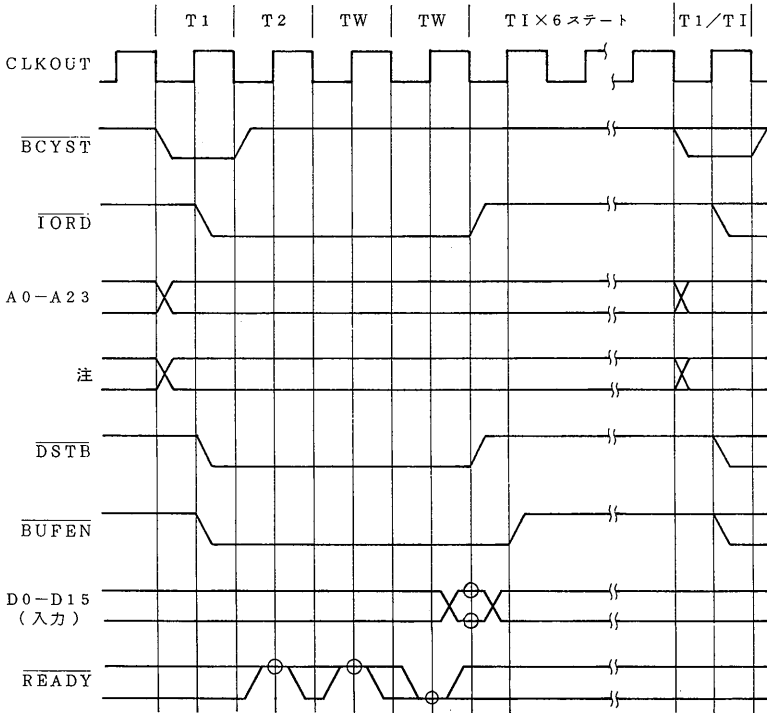 T1 T2 TW TW TI×6ステート T1/TI
CLKOUT
BCYST
IORD
A0-A23
注
DSTB
BUFEN
D0-D15
(入力)
READY